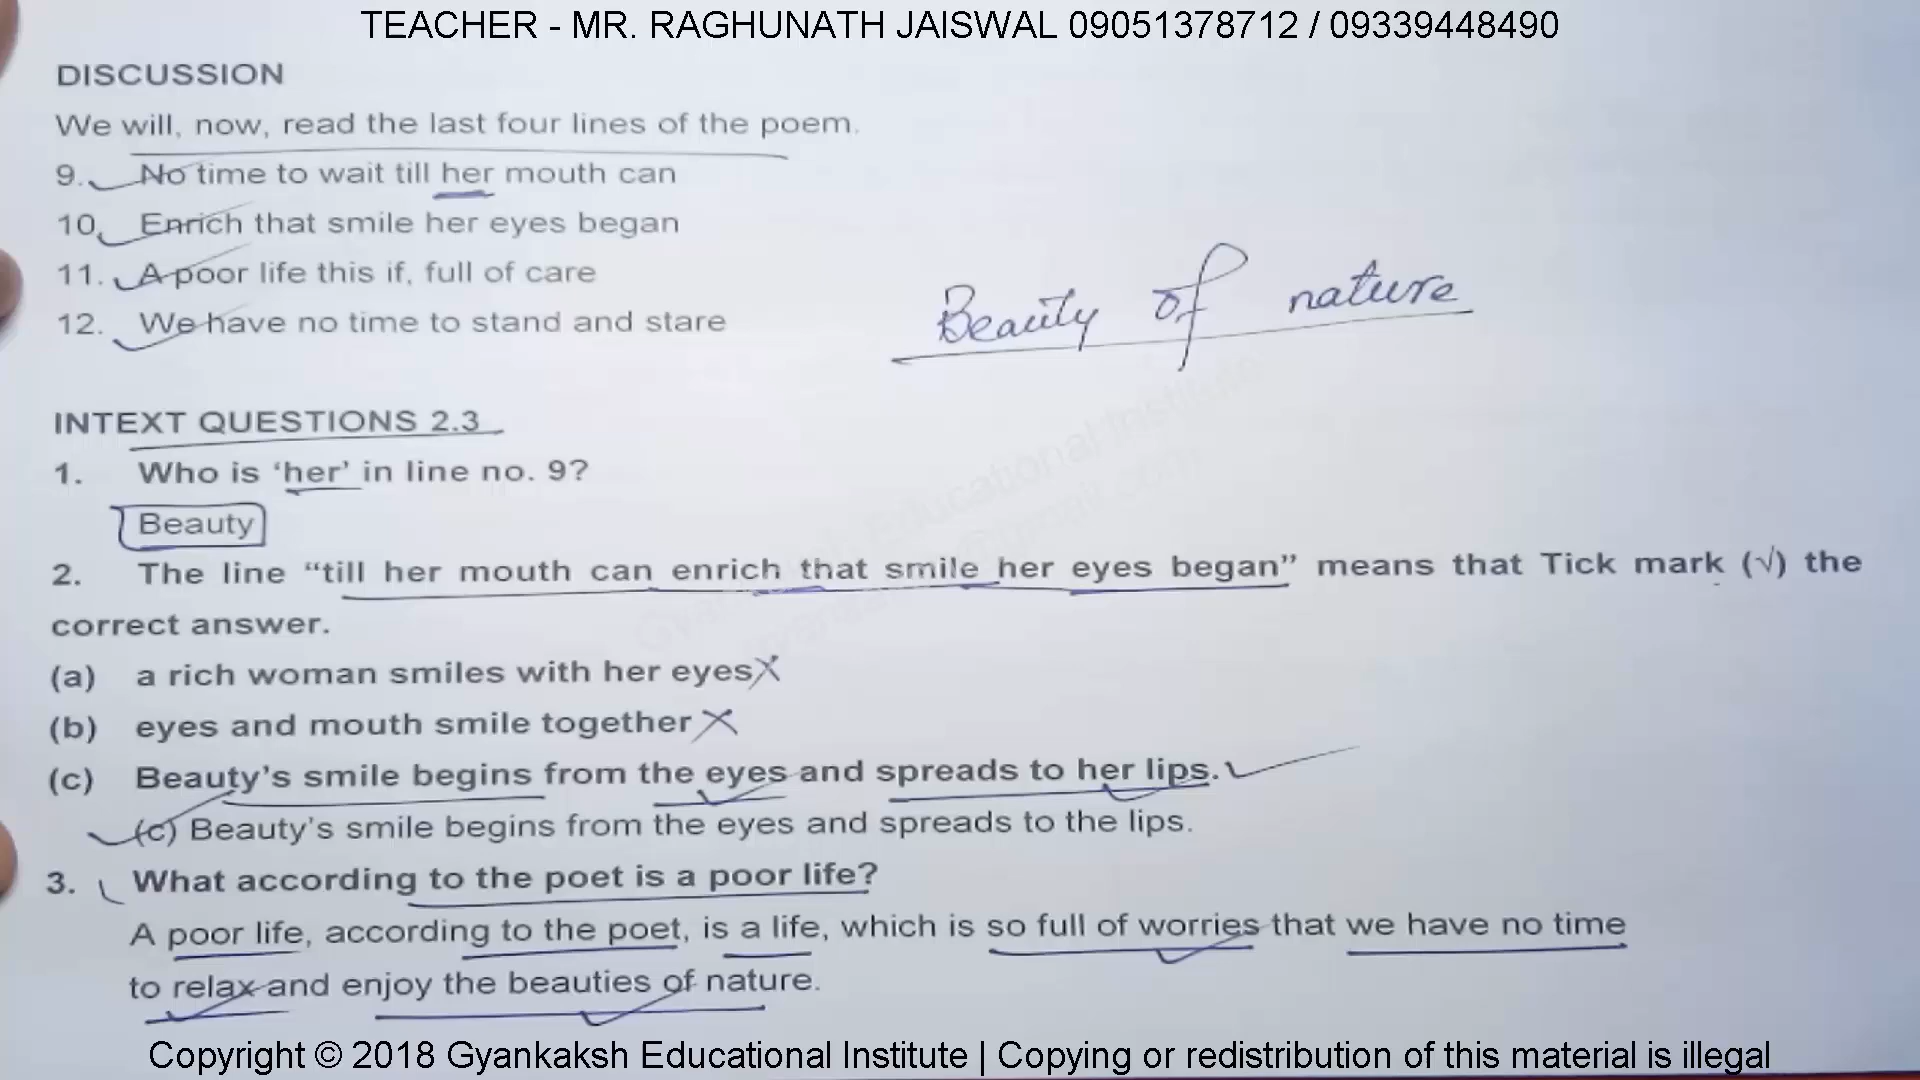 TEACHER - MR. RAGHUNATH JAISWAL 09051378712 / 09339448490
DISCUSSION
We will, now, read the last four lines of the poem.
9. No time to wait till her mouth can
10. Enrich that smile her eyes began
11. A poor life this if, full of care
12. We have no time to stand and stare
Beauty of nature
INTEXT QUESTIONS 2.3
1. Who is ‘her’ in line no. 9?
Beauty
2. The line “till her mouth can enrich that smile her eyes began” means that Tick mark (√) the
correct answer.
(a) a rich woman smiles with her eyes
(b) eyes and mouth smile together
(c) Beauty’s smile begins from the eyes and spreads to her lips.
(c) Beauty’s smile begins from the eyes and spreads to the lips.
3. What according to the poet is a poor life?
A poor life, according to the poet, is a life, which is so full of worries that we have no time
to relax and enjoy the beauties of nature.
Copyright © 2018 Gyankaksh Educational Institute | Copying or redistribution of this material is illegal